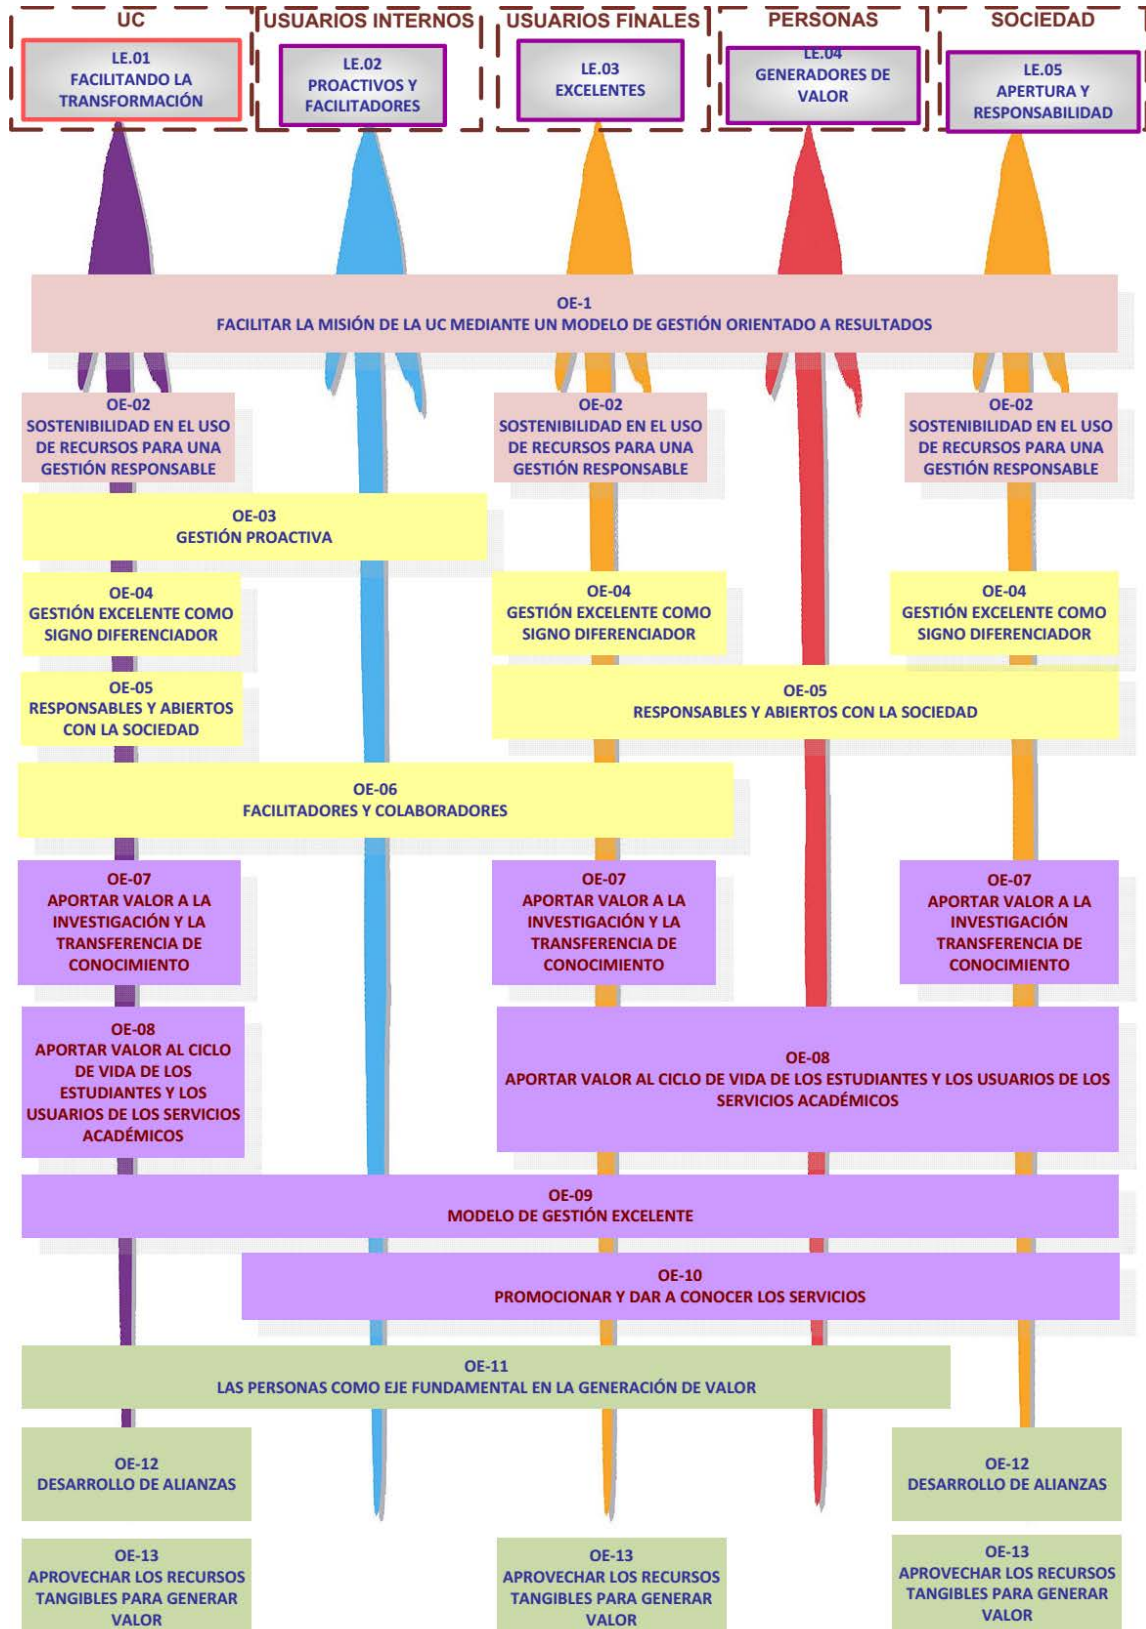 UC
USUARIOS INTERNOS
USUARIOS FINALES
PERSONAS
SOCIEDAD
LE.01
FACILITANDO LA
TRANSFORMACIÓN
LE.02
PROACTIVOS Y
FACILITADORES
LE.03
EXCELENTES
LE.04
GENERADORES DE
VALOR
LE.05
APERTURA Y
RESPONSABILIDAD
OE-1
FACILITAR LA MISIÓN DE LA UC MEDIANTE UN MODELO DE GESTIÓN ORIENTADO A RESULTADOS
OE-02
SOSTENIBILIDAD EN EL USO
DE RECURSOS PARA UNA
GESTIÓN RESPONSABLE
OE-02
SOSTENIBILIDAD EN EL USO
DE RECURSOS PARA UNA
GESTIÓN RESPONSABLE
OE-02
SOSTENIBILIDAD EN EL USO
DE RECURSOS PARA UNA
GESTIÓN RESPONSABLE
OE-03
GESTIÓN PROACTIVA
OE-04
GESTIÓN EXCELENTE COMO
SIGNO DIFERENCIADOR
OE-04
GESTIÓN EXCELENTE COMO
SIGNO DIFERENCIADOR
OE-04
GESTIÓN EXCELENTE COMO
SIGNO DIFERENCIADOR
OE-05
RESPONSABLES Y ABIERTOS
CON LA SOCIEDAD
OE-05
RESPONSABLES Y ABIERTOS CON LA SOCIEDAD
OE-06
FACILITADORES Y COLABORADORES
OE-07
APORTAR VALOR A LA
INVESTIGACIÓN Y LA
TRANSFERENCIA DE
CONOCIMIENTO
OE-07
APORTAR VALOR A LA
INVESTIGACIÓN Y LA
TRANSFERENCIA DE
CONOCIMIENTO
OE-07
APORTAR VALOR A LA
INVESTIGACIÓN
TRANSFERENCIA DE
CONOCIMIENTO
OE-08
APORTAR VALOR AL CICLO
DE VIDA DE LOS
ESTUDIANTES Y LOS
USUARIOS DE LOS SERVICIOS
ACADÉMICOS
OE-08
APORTAR VALOR AL CICLO DE VIDA DE LOS ESTUDIANTES Y LOS USUARIOS DE LOS
SERVICIOS ACADÉMICOS
OE-09
MODELO DE GESTIÓN EXCELENTE
OE-10
PROMOCIONAR Y DAR A CONOCER LOS SERVICIOS
OE-11
LAS PERSONAS COMO EJE FUNDAMENTAL EN LA GENERACIÓN DE VALOR
OE-12
DESARROLLO DE ALIANZAS
OE-12
DESARROLLO DE ALIANZAS
OE-13
APROVECHAR LOS RECURSOS
TANGIBLES PARA GENERAR
VALOR
OE-13
APROVECHAR LOS RECURSOS
TANGIBLES PARA GENERAR
VALOR
OE-13
APROVECHAR LOS RECURSOS
TANGIBLES PARA GENERAR
VALOR